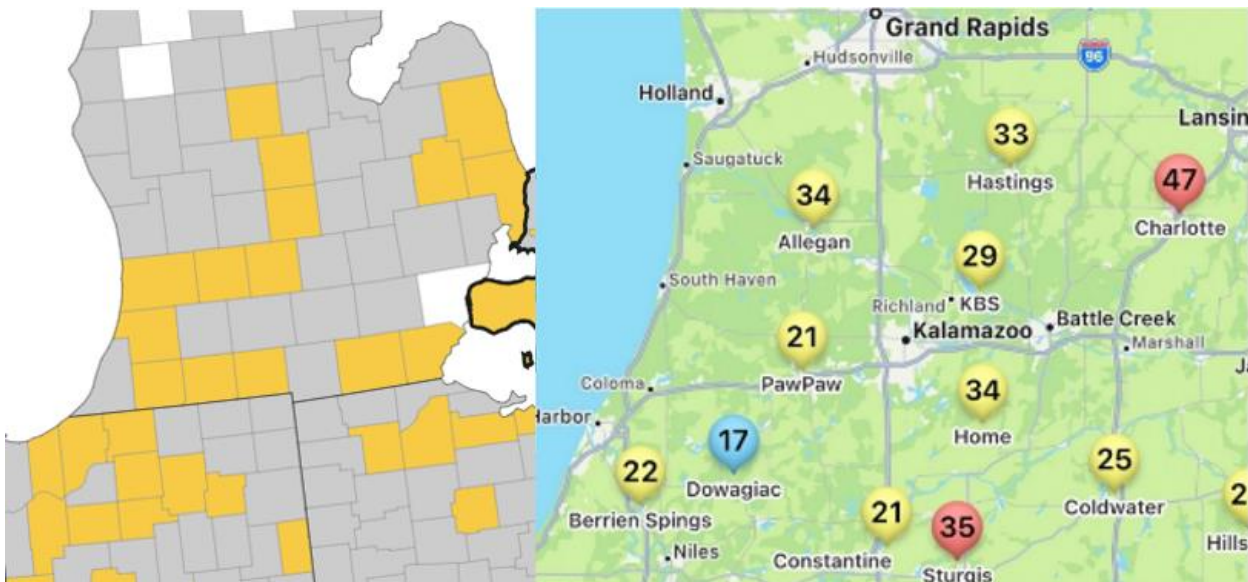 Grand Rapids
Hudsonville
96
Holland
33
Lansin
Saugatuck
Hastings
47
34
Charlotte
Allegan
29
South Haven
Richland
KBS
Battle Creek
21
Kalamazoo
Marshall
PawPaw
34
Coloma
Home
Harbor
17
25
22
Dowagiac
Coldwater
21
2
Berrien Spings
35
Hills
Niles
Constantine
Sturgis